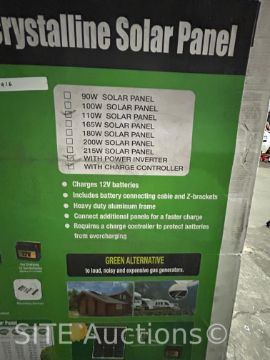 Crystalline Solar Panel
90W SOLAR PANEL
100W SOLAR PANEL
110W SOLAR PANEL
165W SOLAR PANEL
180W SOLAR PANEL
200W SOLAR PANEL
215W SOLAR PANEL
WITH POWER INVERTER
WITH CHARGE CONTROLLER
• Charges 12V batteries
• Includes battery connecting cable and Z-brackets
• Heavy duty aluminum frame
• Connect additional panels for a faster charge
• Requires a charge controller to protect batteries
from overcharging
GREEN ALTERNATIVE
to loud, noisy and expensive gas generators.
SITE Auctions©